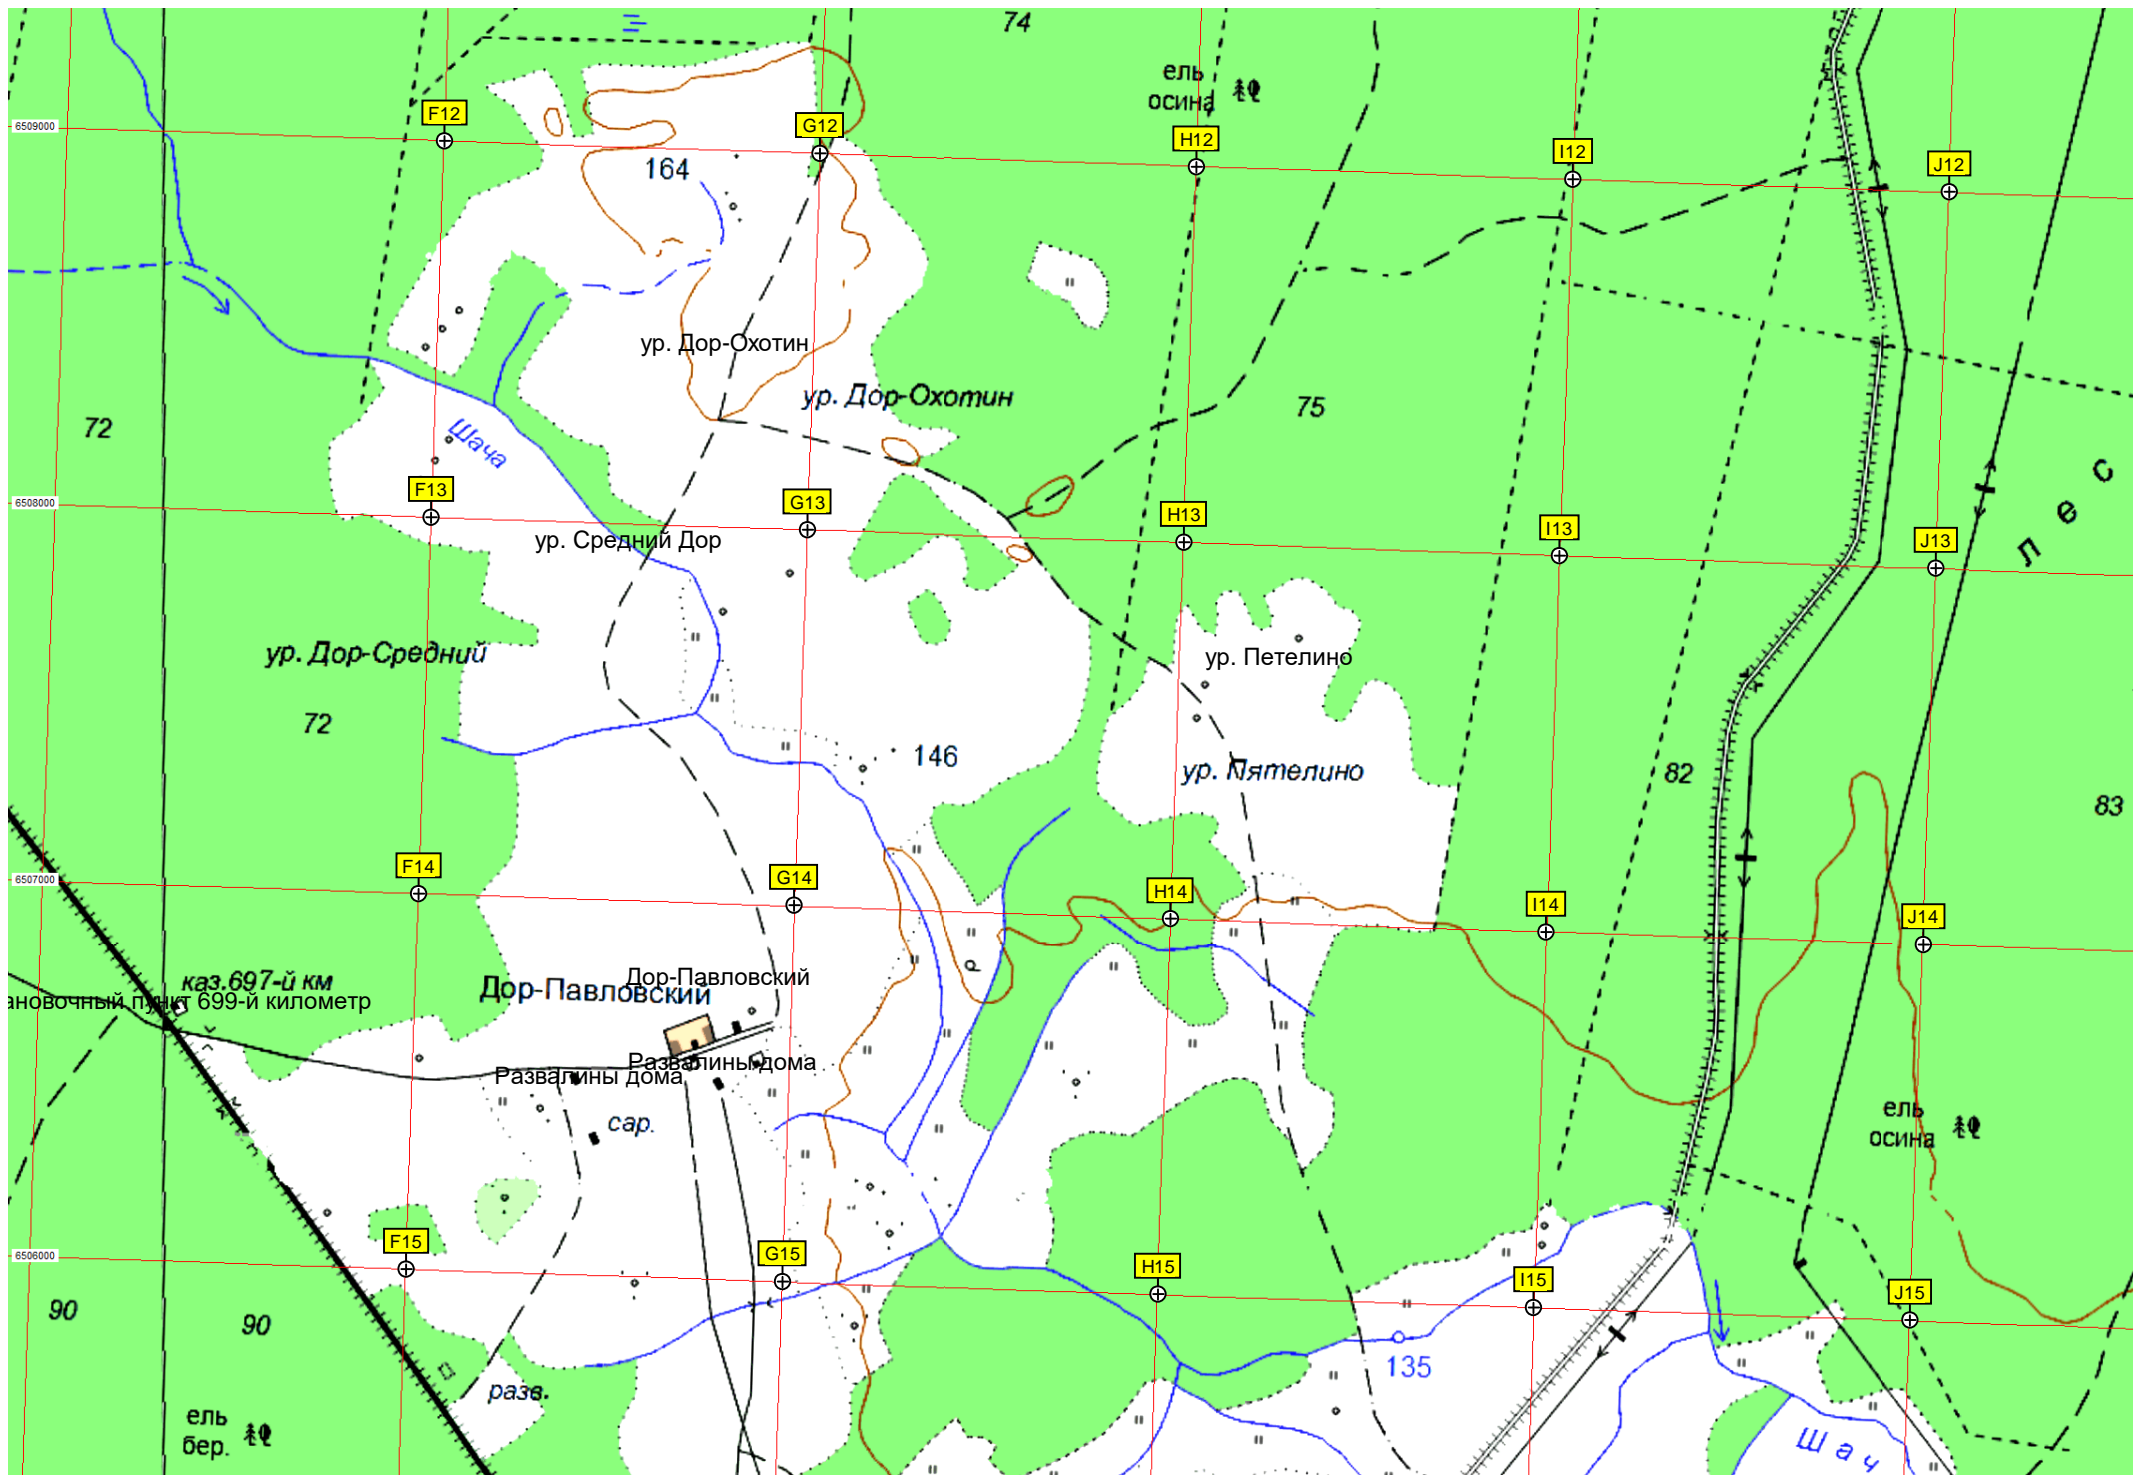 74
ель
осина
F12
G12
H12
I12
J12
6509000
164
ур. Дор-Охотин
ур. Дор-Охотин
75
72
Шача
с
е
л
F13
G13
H13
I13
J13
6508000
ур. Средний Дор
ур. Дор-Средний
ур. Петелино
72
146
ур. Пятелино
82
83
F14
G14
H14
I14
J14
6507000
каз.697-й км
ановочный пункт 699-й километр
Дор-Павловский
Дор-Павловский
Развалины дома
Развалины дома
сар.
ель
осина
F15
G15
H15
I15
J15
6506000
90
90
135
разв.
ель
бер.
Шач